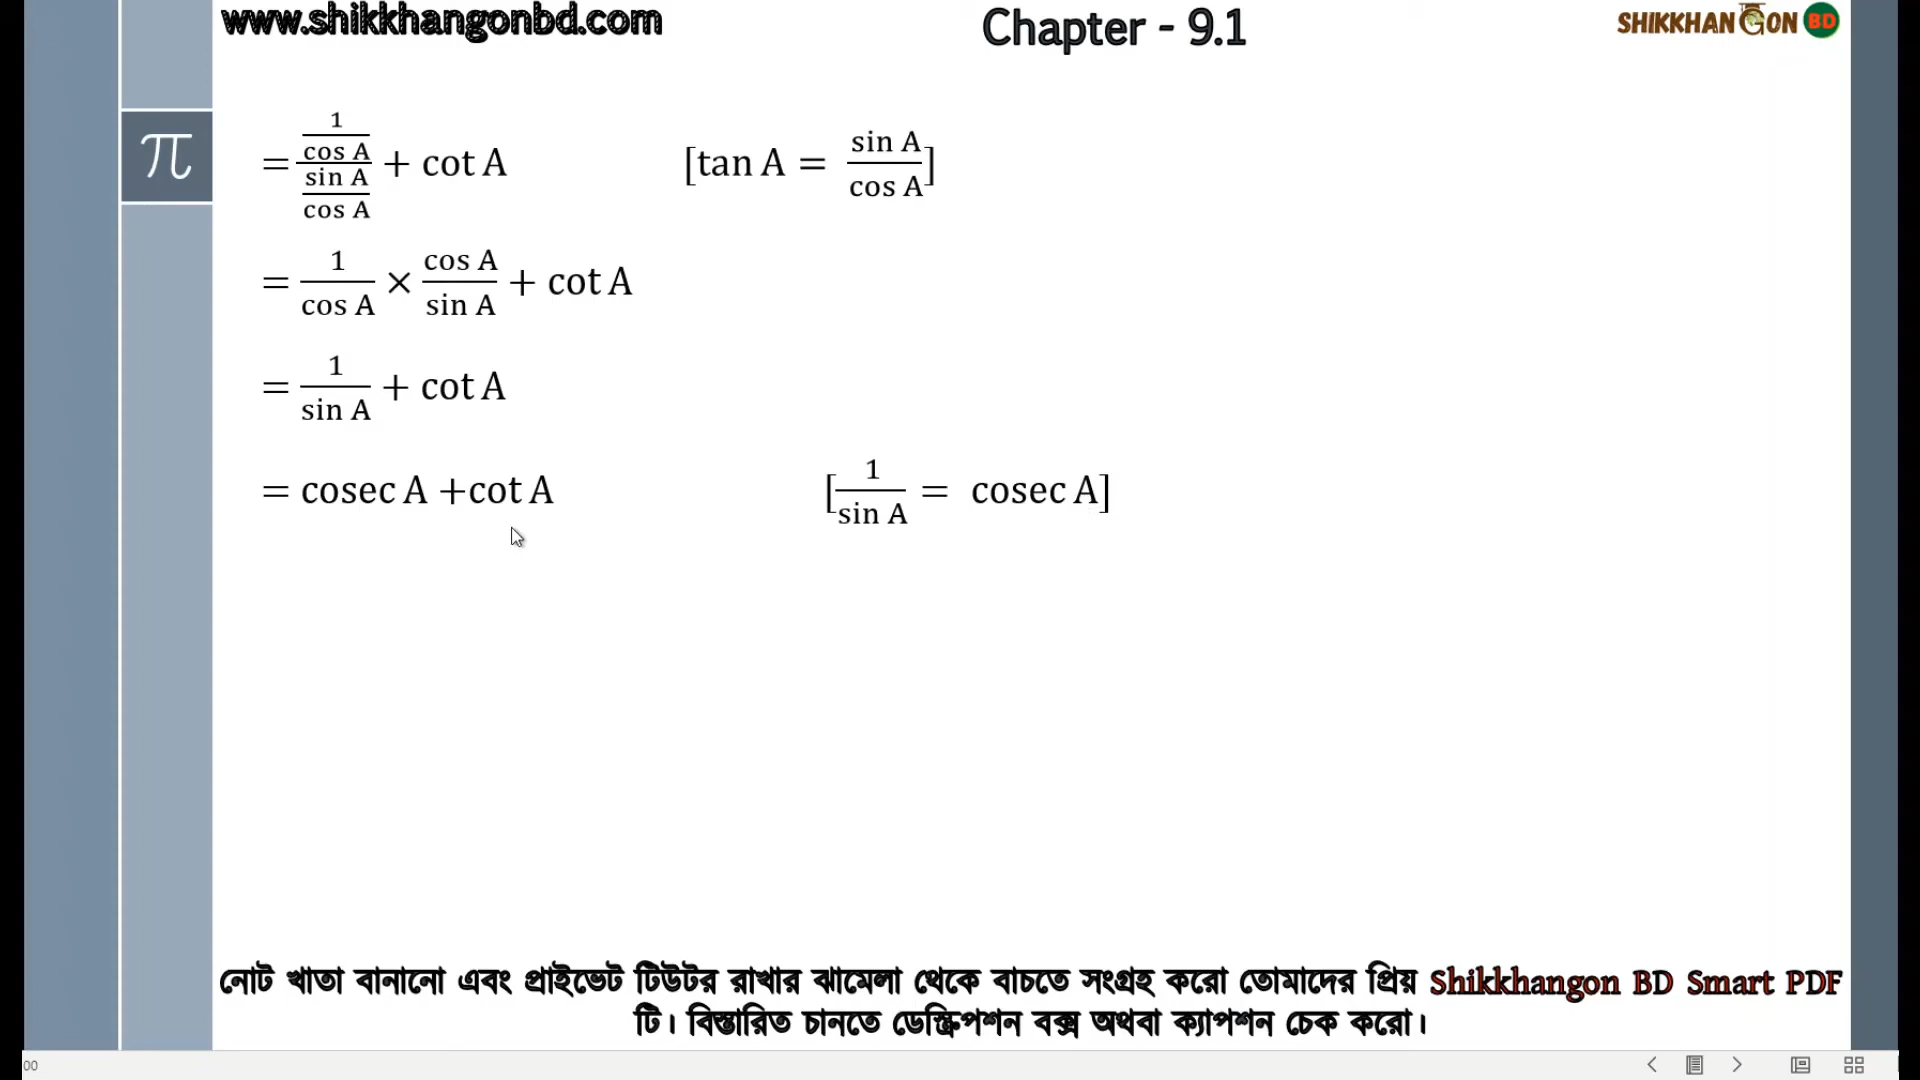 www.shikkhangonbd.com
Chapter - 9.1
SHIKKHANGON BD
π
= (1/cos A)/(sin A/cos A) + cot A [tan A = sin A/cos A]
= 1/cos A × cos A/sin A + cot A
= 1/sin A + cot A
= cosec A +cot A [1/sin A = cosec A]
নোট খাতা বানানো এবং প্রাইভেট টিউটর রাখার ঝামেলা থেকে বাচতে সংগ্রহ করো তোমাদের প্রিয় Shikkhangon BD Smart PDF
টি। বিস্তারিত চানতে ডেস্ক্রিপশন বক্স অথবা ক্যাপশন চেক করো।
00